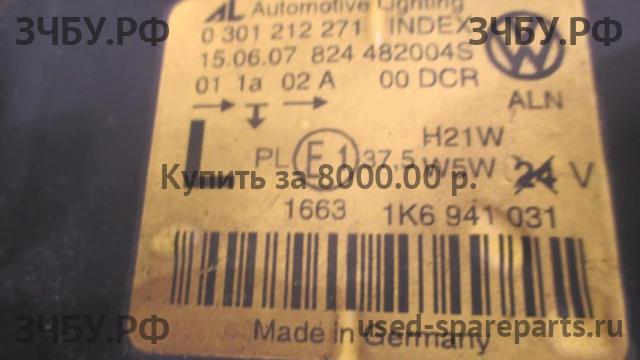 ЗЧБУ.РФ ЗЧБУ.РФ
AL Automotive Lighting
0 301 212 271 INDEX
15.06.07 824 482004S
01 1a 02 A 00 DCR
ALN
H21W
L PL E1 37,5 W5W 24 V
Купить за 8000.00 р.
1663 1K6 941 031
ЗЧБУ.РФ
Made in Germany
used-spareparts.ru